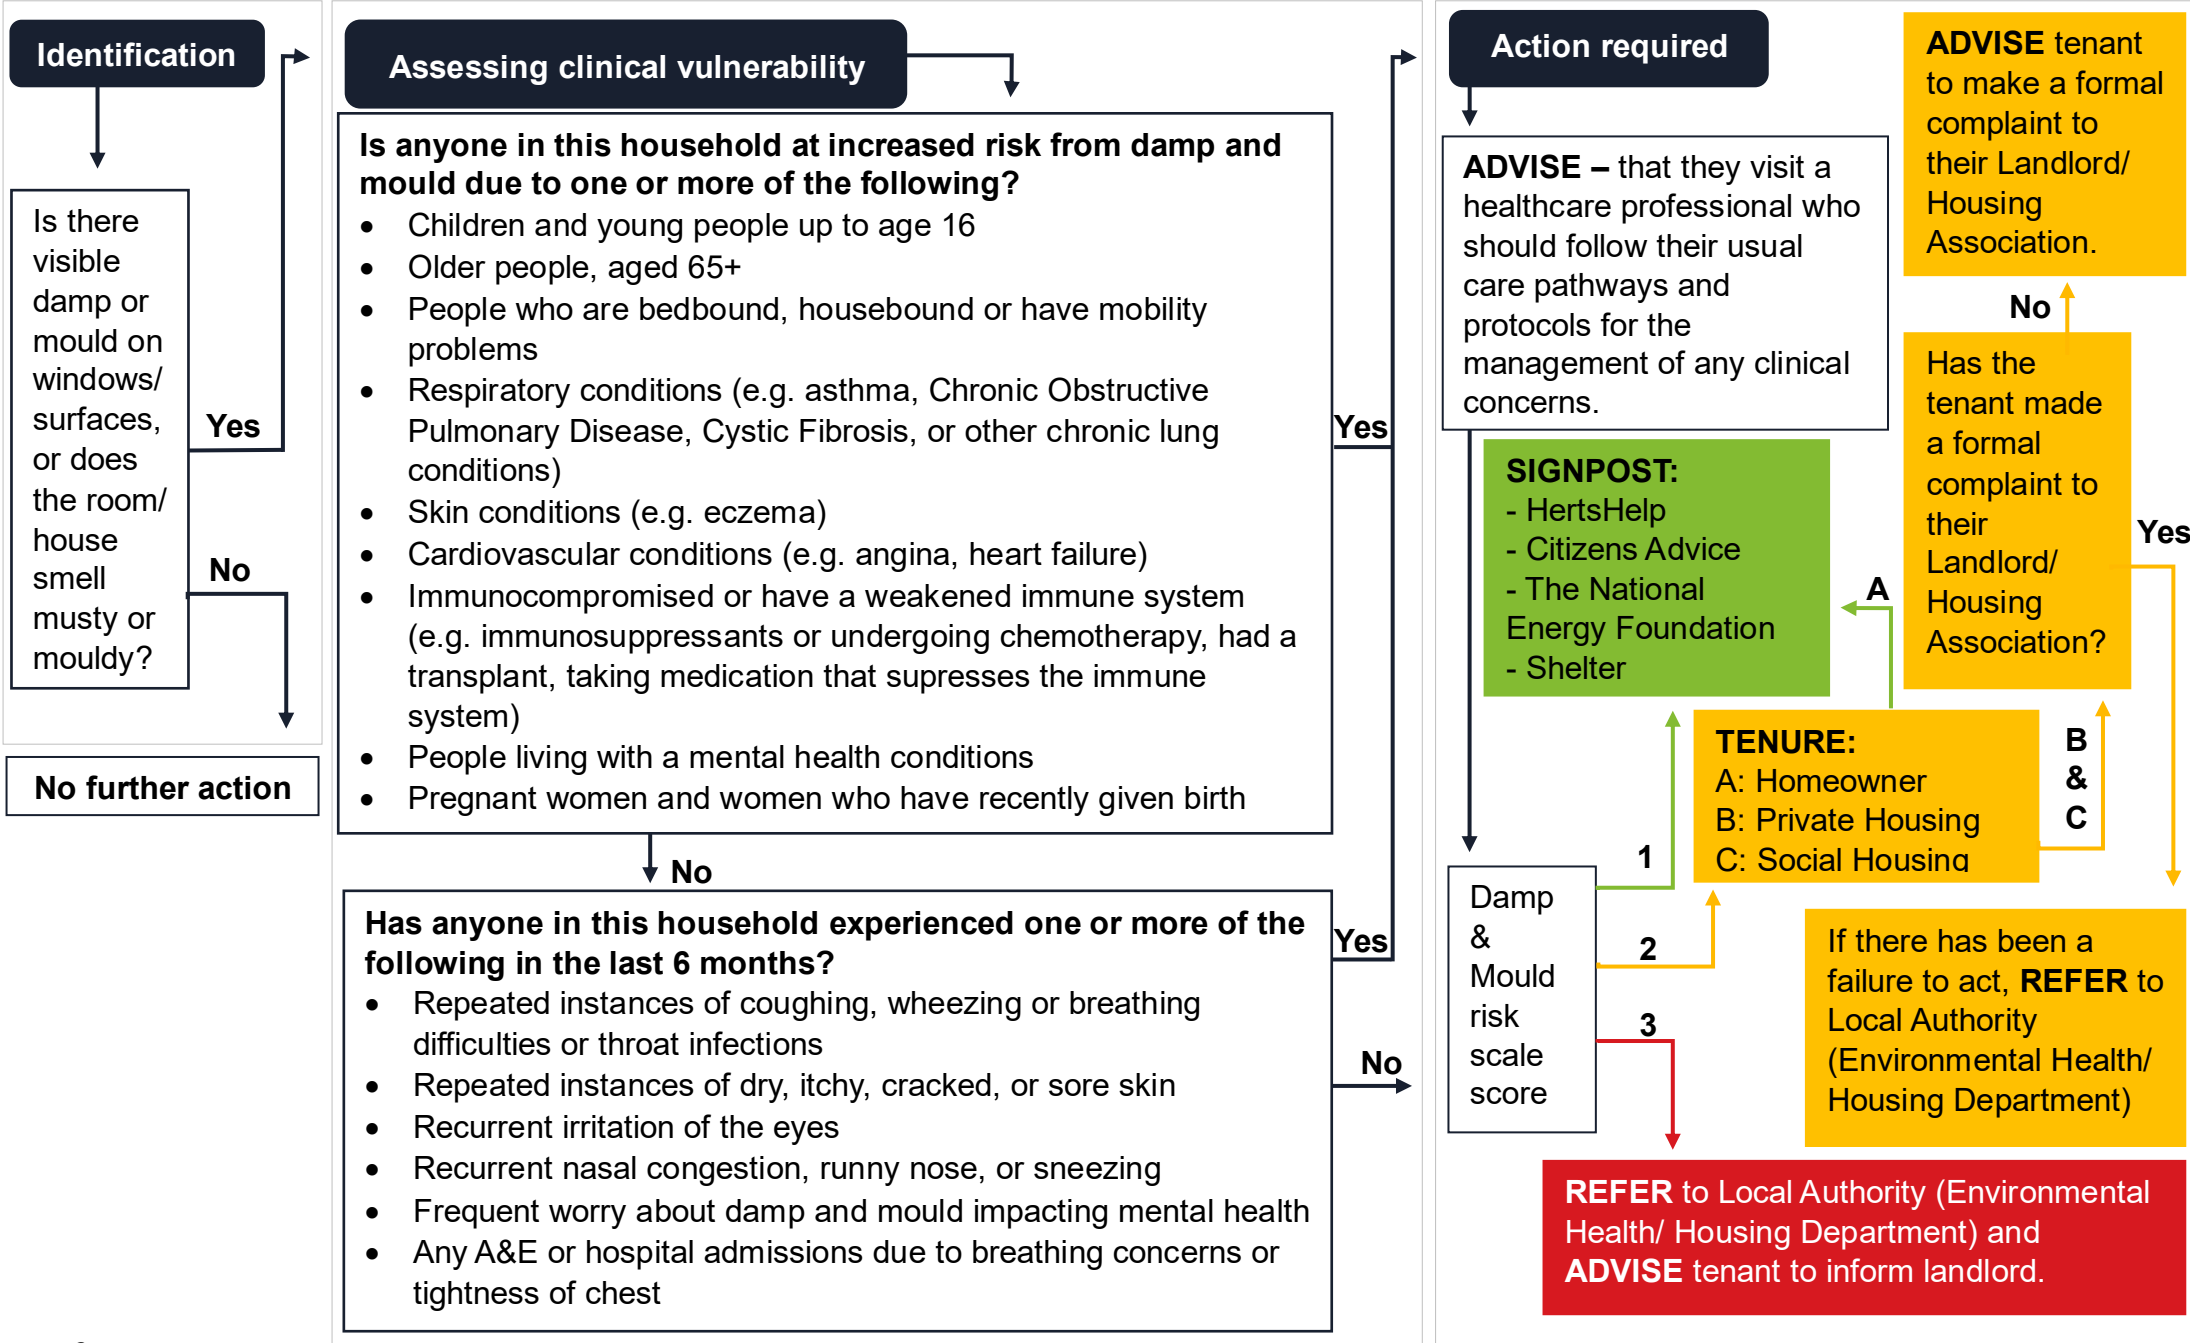 Identification
Is there
visible
damp or
mould on
windows/
surfaces,
or does
the room/
house
smell
musty or
mouldy?
Yes
No
No further action
Assessing clinical vulnerability
Is anyone in this household at increased risk from damp and
mould due to one or more of the following?
• Children and young people up to age 16
• Older people, aged 65+
• People who are bedbound, housebound or have mobility
problems
• Respiratory conditions (e.g. asthma, Chronic Obstructive
Pulmonary Disease, Cystic Fibrosis, or other chronic lung
conditions)
• Skin conditions (e.g. eczema)
• Cardiovascular conditions (e.g. angina, heart failure)
• Immunocompromised or have a weakened immune system
(e.g. immunosuppressants or undergoing chemotherapy, had a
transplant, taking medication that supresses the immune
system)
• People living with a mental health conditions
• Pregnant women and women who have recently given birth
Yes
No
Has anyone in this household experienced one or more of the
following in the last 6 months?
• Repeated instances of coughing, wheezing or breathing
difficulties or throat infections
• Repeated instances of dry, itchy, cracked, or sore skin
• Recurrent irritation of the eyes
• Recurrent nasal congestion, runny nose, or sneezing
• Frequent worry about damp and mould impacting mental health
• Any A&E or hospital admissions due to breathing concerns or
tightness of chest
Yes
No
Action required
ADVISE – that they visit a
healthcare professional who
should follow their usual
care pathways and
protocols for the
management of any clinical
concerns.
SIGNPOST:
- HertsHelp
- Citizens Advice
- The National
Energy Foundation
- Shelter
A
TENURE:
A: Homeowner
B: Private Housing
C: Social Housing
B
&
C
Damp
&
Mould
risk
scale
score
1
2
3
ADVISE tenant
to make a formal
complaint to
their Landlord/
Housing
Association.
No
Has the
tenant made
a formal
complaint to
their
Landlord/
Housing
Association?
Yes
If there has been a
failure to act, REFER to
Local Authority
(Environmental Health/
Housing Department)
REFER to Local Authority (Environmental
Health/ Housing Department) and
ADVISE tenant to inform landlord.